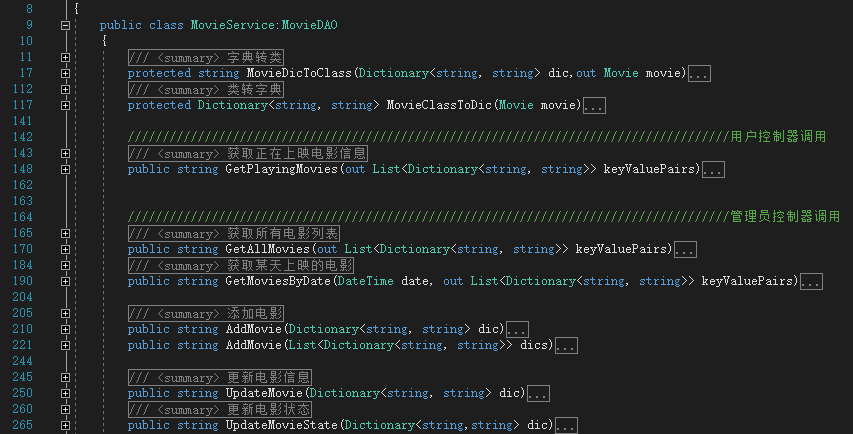 8 {
9 public class MovieService:MovieDAO
10 {
11 /// <summary> 字典转类
17 protected string MovieDicToClass(Dictionary<string, string> dic,out Movie movie)...
112 /// <summary> 类转字典
117 protected Dictionary<string, string> MovieClassToDic(Movie movie)...
141
142 //////////////////////////////////////////////////////////////////////////////////////用户控制器调用
143 /// <summary> 获取正在上映电影信息
148 public string GetPlayingMovies(out List<Dictionary<string, string>> keyValuePairs)...
162
163
164 //////////////////////////////////////////////////////////////////////////////////////管理员控制器调用
165 /// <summary> 获取所有电影列表
170 public string GetAllMovies(out List<Dictionary<string, string>> keyValuePairs)...
184 /// <summary> 获取某天上映的电影
190 public string GetMoviesByDate(DateTime date, out List<Dictionary<string, string>> keyValuePairs)...
204
205 /// <summary> 添加电影
210 public string AddMovie(Dictionary<string, string> dic)...
221 public string AddMovie(List<Dictionary<string, string>> dics)...
244
245 /// <summary> 更新电影信息
250 public string UpdateMovie(Dictionary<string, string> dic)...
260 /// <summary> 更新电影状态
265 public string UpdateMovieState(Dictionary<string,string> dic)...